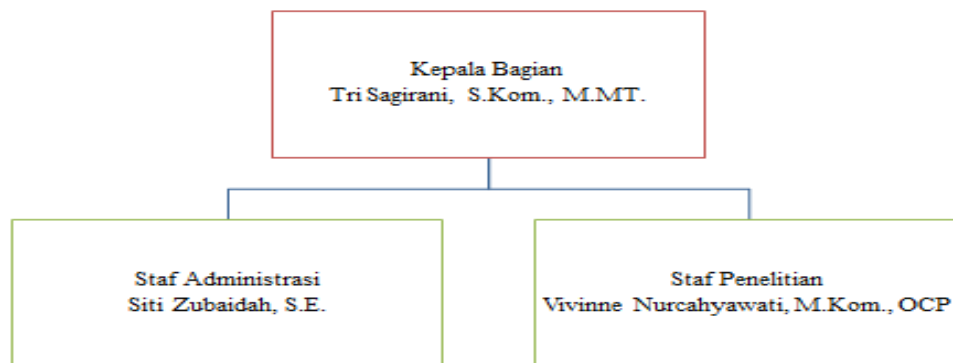 Kepala Bagian
Tri Sagirani, S.Kom., M.MT.
Staf Administrasi
Siti Zubaidah, S.E.
Staf Penelitian
Vivinne Nurcahyawati, M.Kom., OCP